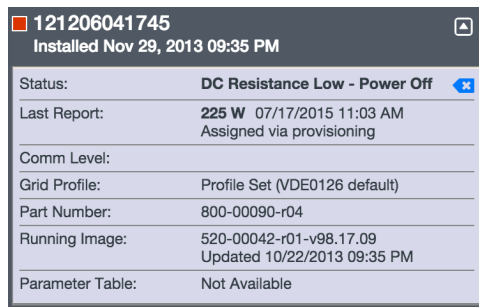 121206041745
Installed Nov 29, 2013 09:35 PM
Status: DC Resistance Low - Power Off
Last Report: 225 W 07/17/2015 11:03 AM
Assigned via provisioning
Comm Level:
Grid Profile: Profile Set (VDE0126 default)
Part Number: 800-00090-r04
Running Image: 520-00042-r01-v98.17.09
Updated 10/22/2013 09:35 PM
Parameter Table: Not Available